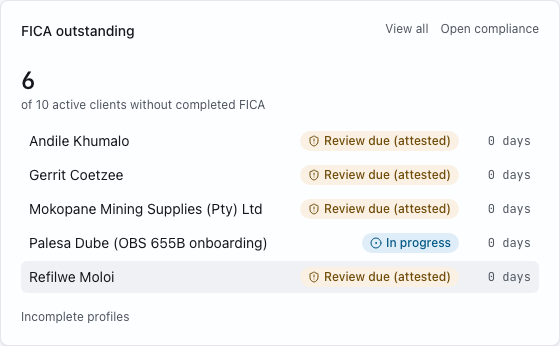 FICA outstanding View all Open compliance
6
of 10 active clients without completed FICA
Andile Khumalo Review due (attested) 0 days
Gerrit Coetzee Review due (attested) 0 days
Mokopane Mining Supplies (Pty) Ltd Review due (attested) 0 days
Palesa Dube (OBS 655B onboarding) In progress 0 days
Refilwe Moloi Review due (attested) 0 days
Incomplete profiles